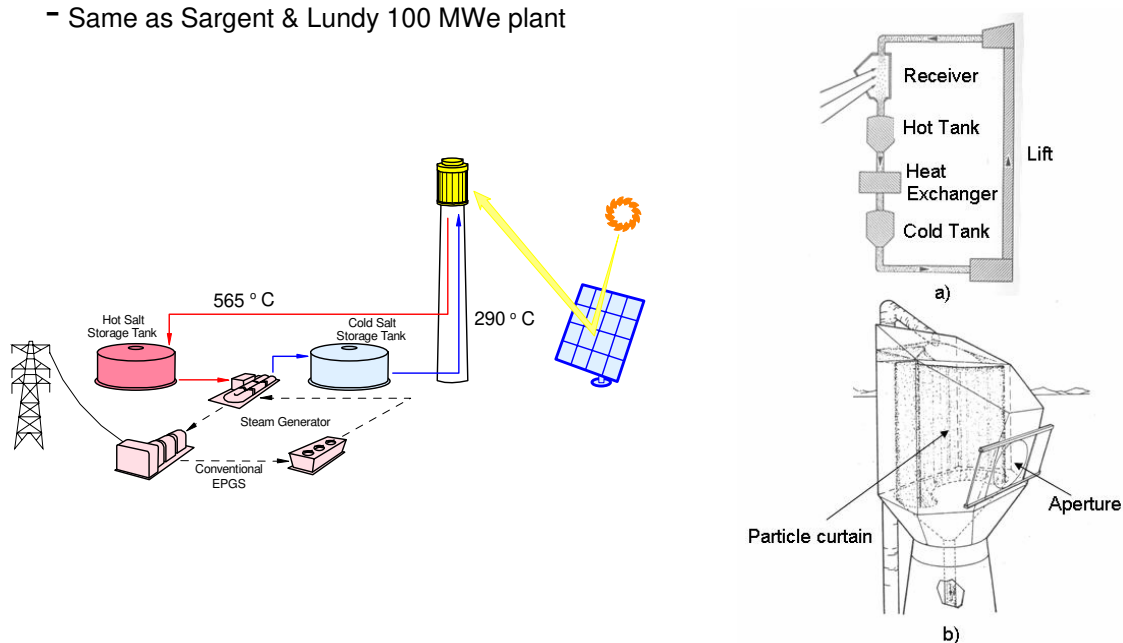 - Same as Sargent & Lundy 100 MWe plant
565 ° C
Hot Salt
Storage Tank
Cold Salt
Storage Tank
290 ° C
Steam Generator
Conventional
EPGS
Receiver
Hot Tank
Lift
Heat
Exchanger
Cold Tank
a)
Particle curtain
Aperture
b)